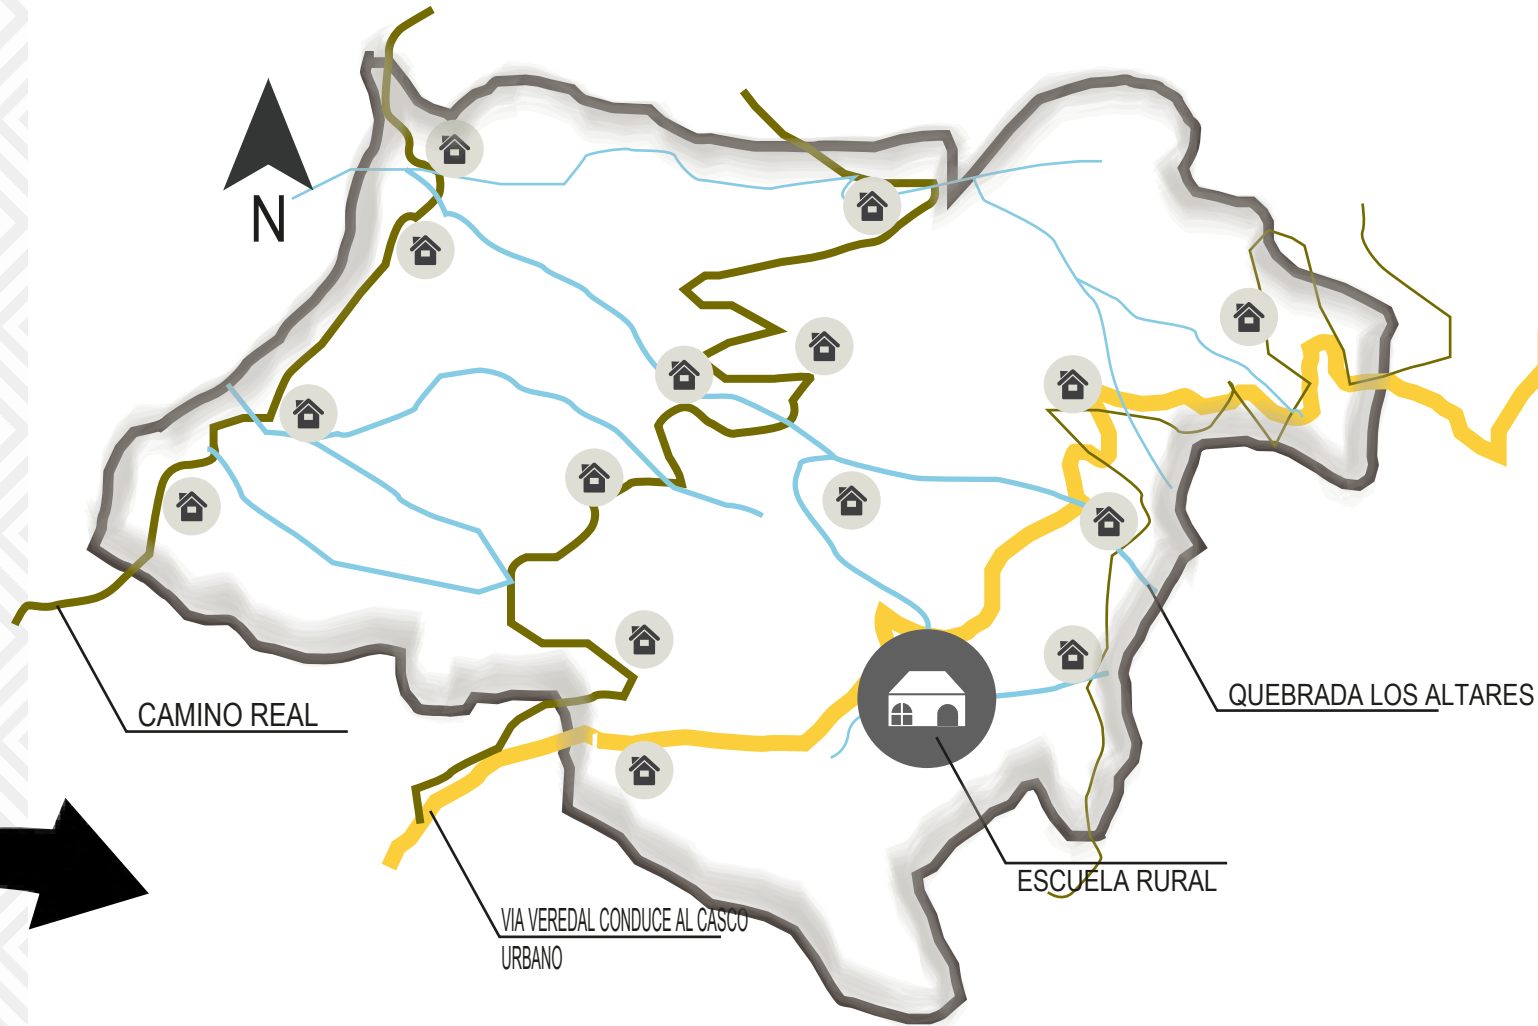 N
CAMINO REAL
QUEBRADA LOS ALTARES
ESCUELA RURAL
VIA VEREDAL CONDUCE AL CASCO
URBANO